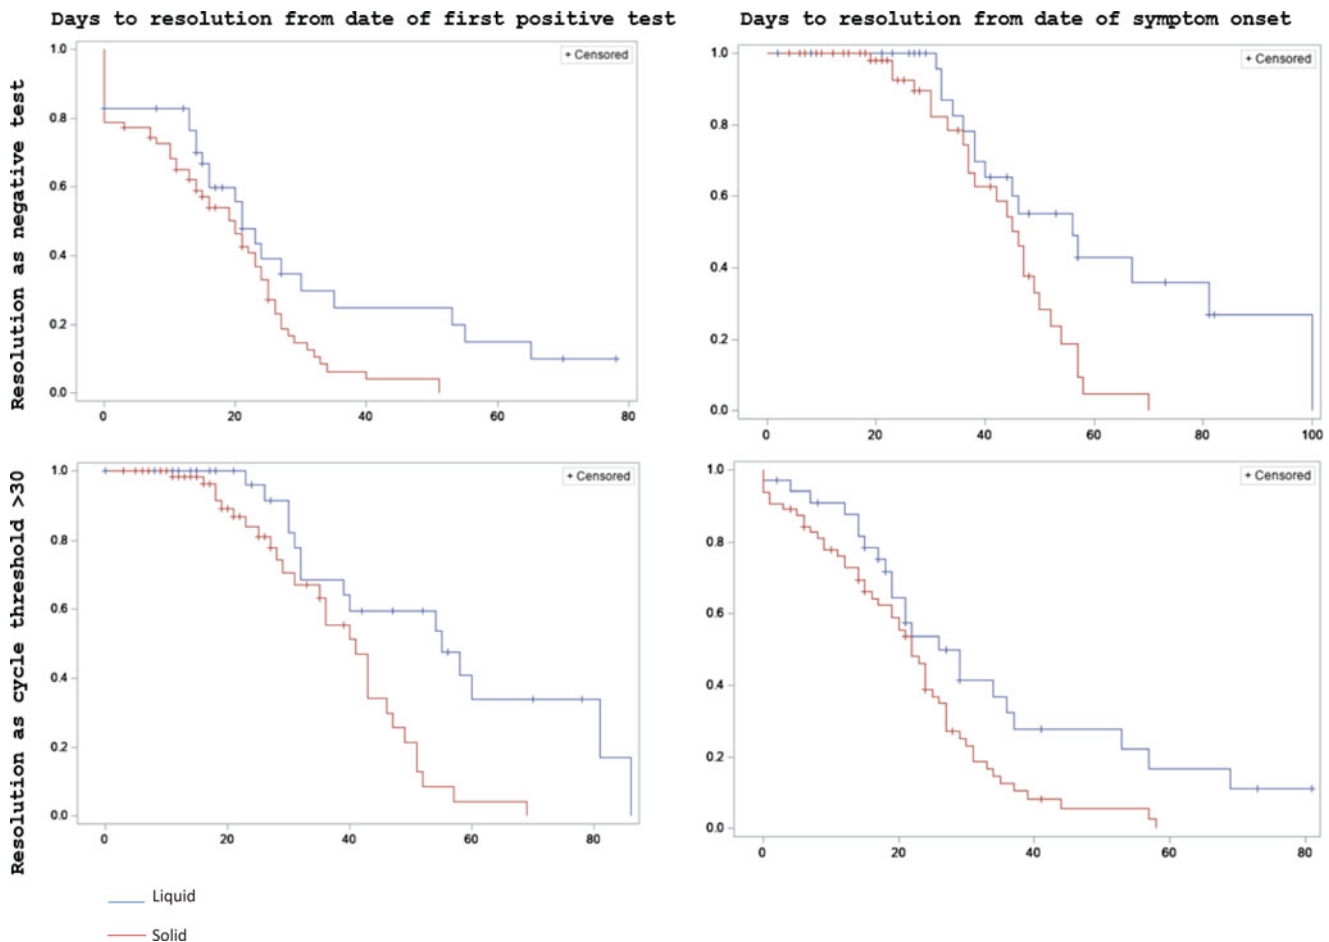 Days to resolution from date of first positive test
Days to resolution from date of symptom onset
Resolution as negative test
1.0
0.8
0.6
0.4
0.2
0.0
0 20 40 60 80
+ Censored
1.0
0.8
0.6
0.4
0.2
0.0
0 20 40 60 80 100
+ Censored
Resolution as cycle threshold >30
1.0
0.8
0.6
0.4
0.2
0.0
0 20 40 60 80
+ Censored
1.0
0.8
0.6
0.4
0.2
0.0
0 20 40 60 80
+ Censored
Liquid
Solid